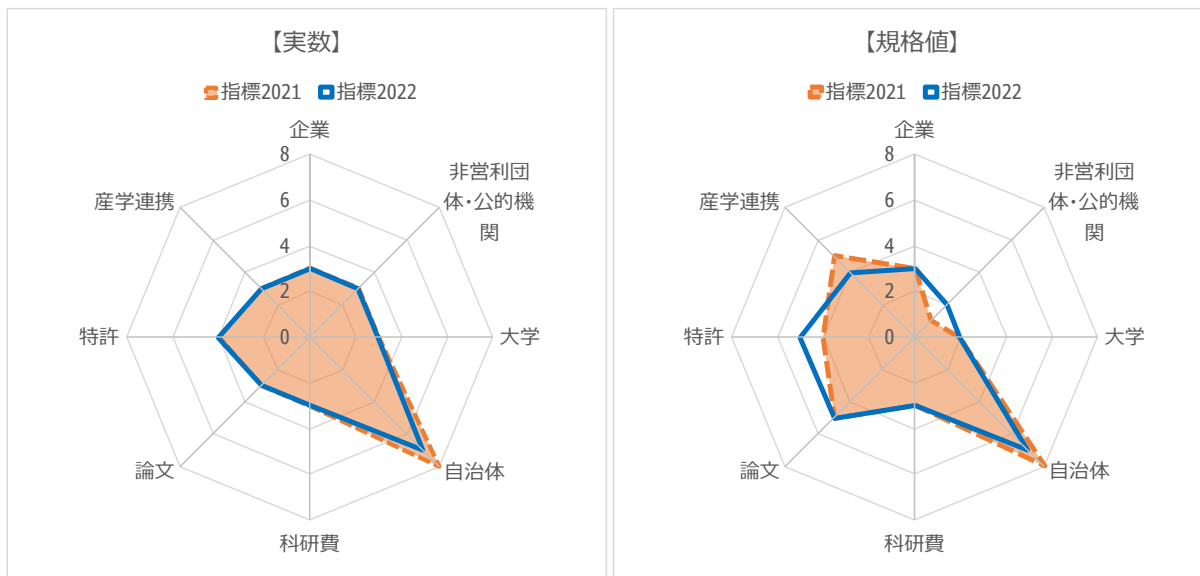 【実数】
指標2021 指標2022
企業
8
非営利団
体・公的機
関
6
4
2
0
産学連携
特許
大学
論文
自治体
科研費
【規格値】
指標2021 指標2022
企業
8
非営利団
体・公的機
関
6
4
2
0
産学連携
特許
大学
論文
自治体
科研費